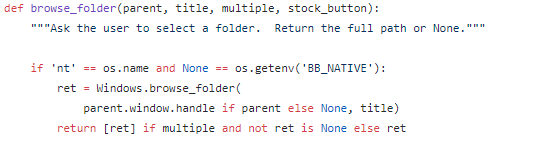 def browse_folder(parent, title, multiple, stock_button):
    """Ask the user to select a folder.  Return the full path or None."""

    if 'nt' == os.name and None == os.getenv('BB_NATIVE'):
        ret = Windows.browse_folder(
            parent.window.handle if parent else None, title)
        return [ret] if multiple and not ret is None else ret